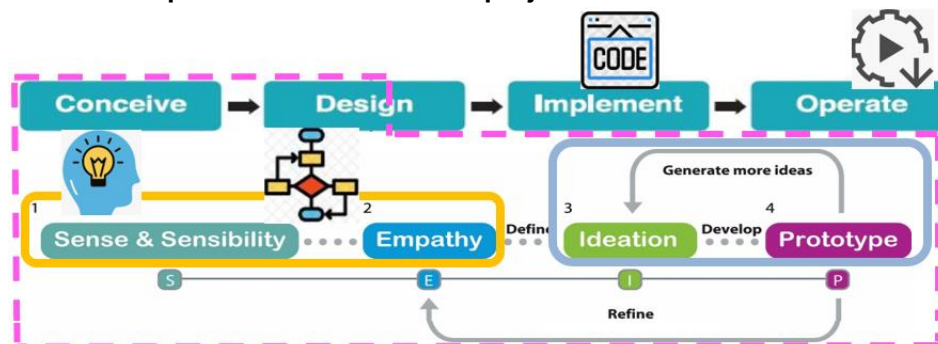 CODE
Conceive
Design
Implement
Operate
Generate more ideas
1
2
3
4
Sense & Sensibility
Empathy
Define
Ideation
Develop
Prototype
S
E
I
P
Refine